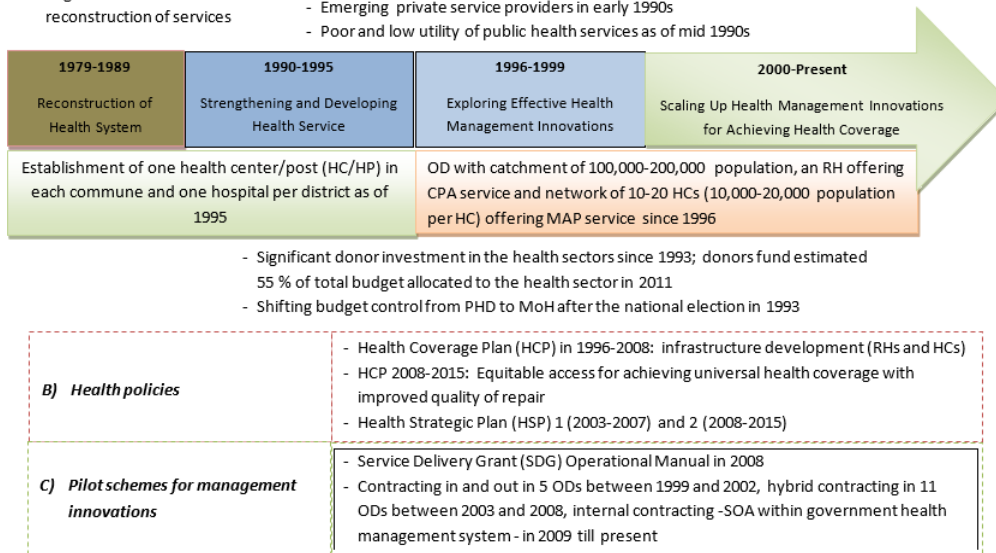 reconstruction of services
- Emerging private service providers in early 1990s
- Poor and low utility of public health services as of mid 1990s
1979-1989
Reconstruction of
Health System
1990-1995
Strengthening and Developing
Health Service
1996-1999
Exploring Effective Health
Management Innovations
2000-Present
Scaling Up Health Management Innovations
for Achieving Health Coverage
Establishment of one health center/post (HC/HP) in
each commune and one hospital per district as of
1995
OD with catchment of 100,000-200,000 population, an RH offering
CPA service and network of 10-20 HCs (10,000-20,000 population
per HC) offering MAP service since 1996
- Significant donor investment in the health sectors since 1993; donors fund estimated
55 % of total budget allocated to the health sector in 2011
- Shifting budget control from PHD to MoH after the national election in 1993
B) Health policies
- Health Coverage Plan (HCP) in 1996-2008: infrastructure development (RHs and HCs)
- HCP 2008-2015: Equitable access for achieving universal health coverage with
improved quality of repair
- Health Strategic Plan (HSP) 1 (2003-2007) and 2 (2008-2015)
C) Pilot schemes for management
innovations
- Service Delivery Grant (SDG) Operational Manual in 2008
- Contracting in and out in 5 ODs between 1999 and 2002, hybrid contracting in 11
ODs between 2003 and 2008, internal contracting -SOA within government health
management system - in 2009 till present